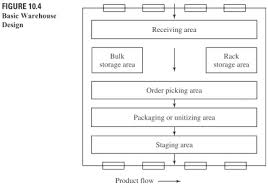 FIGURE 10.4
Basic Warehouse
Design
Receiving area
Bulk
storage area
Rack
storage area
Order picking area
Packaging or unitizing area
Staging area
Product flow